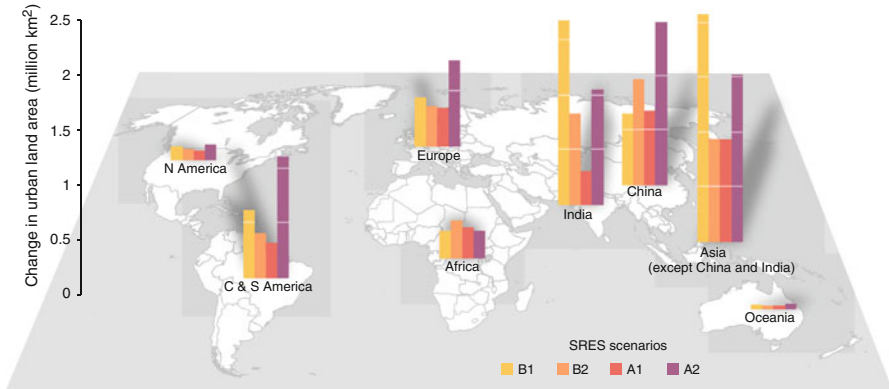 Change in urban land area (million km²)
2.5
2
1.5
1
0.5
0
N America
C & S America
Europe
Africa
India
China
Asia
(except China and India)
Oceania
SRES scenarios
B1 B2 A1 A2